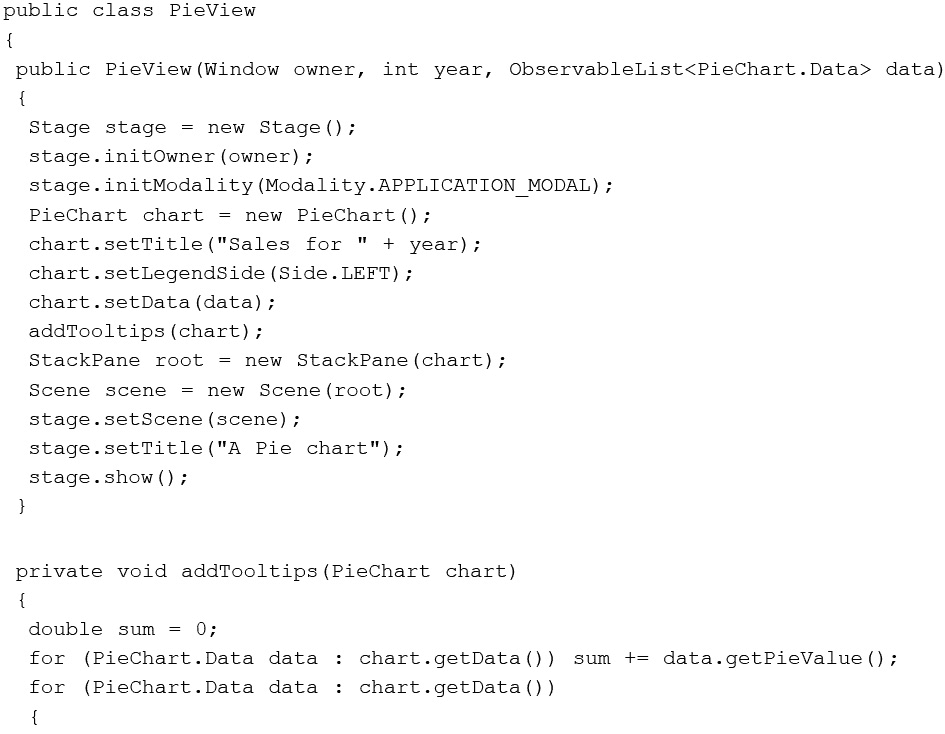 public class PieView
{
 public PieView(Window owner, int year, ObservableList<PieChart.Data> data)
 {
  Stage stage = new Stage();
  stage.initOwner(owner);
  stage.initModality(Modality.APPLICATION_MODAL);
  PieChart chart = new PieChart();
  chart.setTitle("Sales for " + year);
  chart.setLegendSide(Side.LEFT);
  chart.setData(data);
  addTooltips(chart);
  StackPane root = new StackPane(chart);
  Scene scene = new Scene(root);
  stage.setScene(scene);
  stage.setTitle("A Pie chart");
  stage.show();
 }

 private void addTooltips(PieChart chart)
 {
  double sum = 0;
  for (PieChart.Data data : chart.getData()) sum += data.getPieValue();
  for (PieChart.Data data : chart.getData())
  {